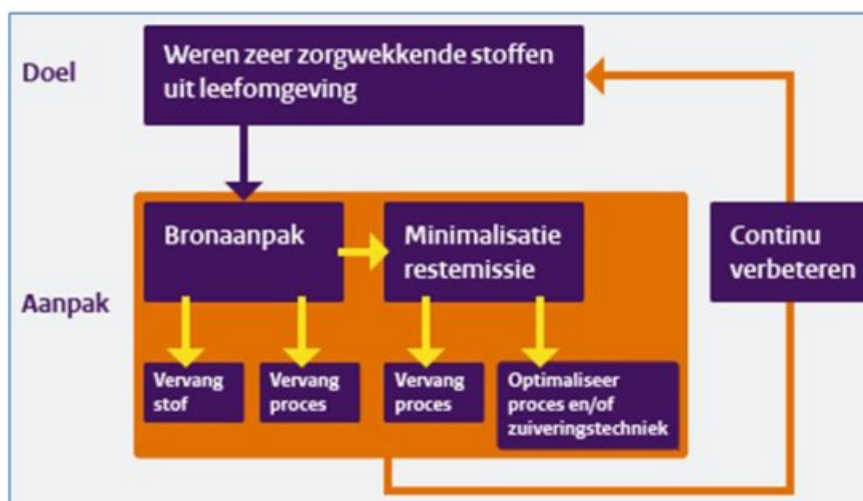 Doel
Weren zeer zorgwekkende stoffen
uit leefomgeving
Aanpak
Bronaanpak
Minimalisatie
restemissie
Continu
verbeteren
Vervang
stof
Vervang
proces
Vervang
proces
Optimaliseer
proces en/of
zuiveringstechniek